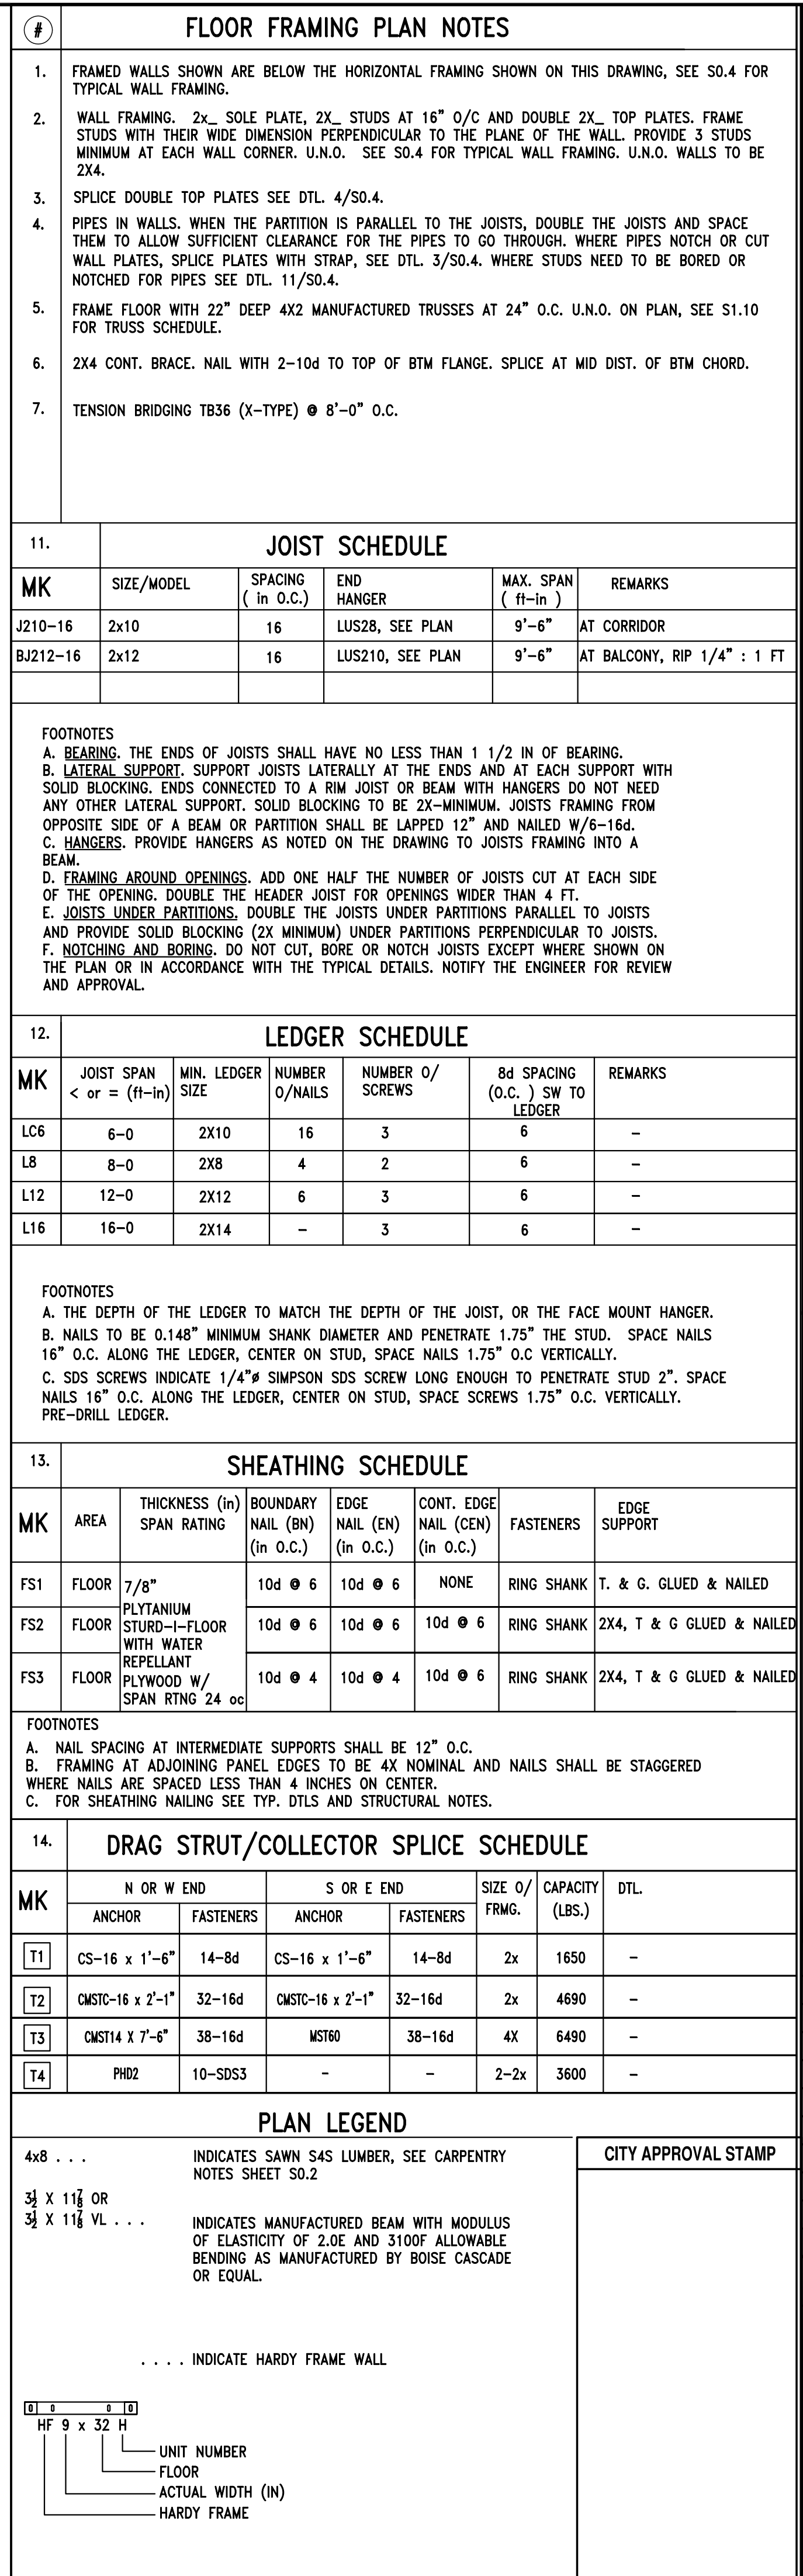 # FLOOR FRAMING PLAN NOTES
1. FRAMED WALLS SHOWN ARE BELOW THE HORIZONTAL FRAMING SHOWN ON THIS DRAWING, SEE S0.4 FOR
TYPICAL WALL FRAMING.
2. WALL FRAMING. 2x_ SOLE PLATE, 2X_ STUDS AT 16" O/C AND DOUBLE 2X_ TOP PLATES. FRAME
STUDS WITH THEIR WIDE DIMENSION PERPENDICULAR TO THE PLANE OF THE WALL. PROVIDE 3 STUDS
MINIMUM AT EACH WALL CORNER. U.N.O. SEE S0.4 FOR TYPICAL WALL FRAMING. U.N.O. WALLS TO BE
2X4.
3. SPLICE DOUBLE TOP PLATES SEE DTL. 4/S0.4.
4. PIPES IN WALLS. WHEN THE PARTITION IS PARALLEL TO THE JOISTS, DOUBLE THE JOISTS AND SPACE
THEM TO ALLOW SUFFICIENT CLEARANCE FOR THE PIPES TO GO THROUGH. WHERE PIPES NOTCH OR CUT
WALL PLATES, SPLICE PLATES WITH STRAP, SEE DTL. 3/S0.4. WHERE STUDS NEED TO BE BORED OR
NOTCHED FOR PIPES SEE DTL. 11/S0.4.
5. FRAME FLOOR WITH 22" DEEP 4X2 MANUFACTURED TRUSSES AT 24" O.C. U.N.O. ON PLAN, SEE S1.10
FOR TRUSS SCHEDULE.
6. 2X4 CONT. BRACE. NAIL WITH 2-10d TO TOP OF BTM FLANGE. SPLICE AT MID DIST. OF BTM CHORD.
7. TENSION BRIDGING TB36 (X-TYPE) @ 8'-0" O.C.
11. JOIST SCHEDULE
MK SIZE/MODEL SPACING ( in O.C.) END HANGER MAX. SPAN ( ft-in ) REMARKS
J210-16 2x10 16 LUS28, SEE PLAN 9'-6" AT CORRIDOR
BJ212-16 2x12 16 LUS210, SEE PLAN 9'-6" AT BALCONY, RIP 1/4" : 1 FT
FOOTNOTES
A. BEARING. THE ENDS OF JOISTS SHALL HAVE NO LESS THAN 1 1/2 IN OF BEARING.
B. LATERAL SUPPORT. SUPPORT JOISTS LATERALLY AT THE ENDS AND AT EACH SUPPORT WITH
SOLID BLOCKING. ENDS CONNECTED TO A RIM JOIST OR BEAM WITH HANGERS DO NOT NEED
ANY OTHER LATERAL SUPPORT. SOLID BLOCKING TO BE 2X-MINIMUM. JOISTS FRAMING FROM
OPPOSITE SIDE OF A BEAM OR PARTITION SHALL BE LAPPED 12" AND NAILED W/6-16d.
C. HANGERS. PROVIDE HANGERS AS NOTED ON THE DRAWING TO JOISTS FRAMING INTO A
BEAM.
D. FRAMING AROUND OPENINGS. ADD ONE HALF THE NUMBER OF JOISTS CUT AT EACH SIDE
OF THE OPENING. DOUBLE THE HEADER JOIST FOR OPENINGS WIDER THAN 4 FT.
E. JOISTS UNDER PARTITIONS. DOUBLE THE JOISTS UNDER PARTITIONS PARALLEL TO JOISTS
AND PROVIDE SOLID BLOCKING (2X MINIMUM) UNDER PARTITIONS PERPENDICULAR TO JOISTS.
F. NOTCHING AND BORING. DO NOT CUT, BORE OR NOTCH JOISTS EXCEPT WHERE SHOWN ON
THE PLAN OR IN ACCORDANCE WITH THE TYPICAL DETAILS. NOTIFY THE ENGINEER FOR REVIEW
AND APPROVAL.
12. LEDGER SCHEDULE
MK JOIST SPAN < or = (ft-in) MIN. LEDGER SIZE NUMBER O/NAILS NUMBER O/ SCREWS 8d SPACING (O.C. ) SW TO LEDGER REMARKS
LC6 6-0 2X10 16 3 6 –
L8 8-0 2X8 4 2 6 –
L12 12-0 2X12 6 3 6 –
L16 16-0 2X14 – 3 6 –
FOOTNOTES
A. THE DEPTH OF THE LEDGER TO MATCH THE DEPTH OF THE JOIST, OR THE FACE MOUNT HANGER.
B. NAILS TO BE 0.148" MINIMUM SHANK DIAMETER AND PENETRATE 1.75" THE STUD. SPACE NAILS
16" O.C. ALONG THE LEDGER, CENTER ON STUD, SPACE NAILS 1.75" O.C VERTICALLY.
C. SDS SCREWS INDICATE 1/4"ø SIMPSON SDS SCREW LONG ENOUGH TO PENETRATE STUD 2". SPACE
NAILS 16" O.C. ALONG THE LEDGER, CENTER ON STUD, SPACE SCREWS 1.75" O.C. VERTICALLY.
PRE-DRILL LEDGER.
13. SHEATHING SCHEDULE
MK AREA THICKNESS (in) SPAN RATING BOUNDARY NAIL (BN) (in O.C.) EDGE NAIL (EN) (in O.C.) CONT. EDGE NAIL (CEN) (in O.C.) FASTENERS EDGE SUPPORT
FS1 FLOOR 7/8" 10d @ 6 10d @ 6 NONE RING SHANK T. & G. GLUED & NAILED
PLYTANIUM
STURD-I-FLOOR
WITH WATER
REPELLANT
PLYWOOD W/
SPAN RTNG 24 oc
FS2 FLOOR 10d @ 6 10d @ 6 10d @ 6 RING SHANK 2X4, T & G GLUED & NAILED
FS3 FLOOR 10d @ 4 10d @ 4 10d @ 6 RING SHANK 2X4, T & G GLUED & NAILED
FOOTNOTES
A. NAIL SPACING AT INTERMEDIATE SUPPORTS SHALL BE 12" O.C.
B. FRAMING AT ADJOINING PANEL EDGES TO BE 4X NOMINAL AND NAILS SHALL BE STAGGERED
WHERE NAILS ARE SPACED LESS THAN 4 INCHES ON CENTER.
C. FOR SHEATHING NAILING SEE TYP. DTLS AND STRUCTURAL NOTES.
14. DRAG STRUT/COLLECTOR SPLICE SCHEDULE
MK N OR W END S OR E END SIZE O/ FRMG. CAPACITY (LBS.) DTL.
ANCHOR FASTENERS ANCHOR FASTENERS
T1 CS-16 x 1'-6" 14-8d CS-16 x 1'-6" 14-8d 2x 1650 –
T2 CMSTC-16 x 2'-1" 32-16d CMSTC-16 x 2'-1" 32-16d 2x 4690 –
T3 CMST14 X 7'-6" 38-16d MST60 38-16d 4X 6490 –
T4 PHD2 10-SDS3 – – 2-2x 3600 –
PLAN LEGEND
CITY APPROVAL STAMP
4x8 . . . INDICATES SAWN S4S LUMBER, SEE CARPENTRY
NOTES SHEET S0.2
3½ X 11⅞ OR
3½ X 11⅞ VL . . . INDICATES MANUFACTURED BEAM WITH MODULUS
OF ELASTICITY OF 2.0E AND 3100F ALLOWABLE
BENDING AS MANUFACTURED BY BOISE CASCADE
OR EQUAL.
. . . . INDICATE HARDY FRAME WALL
HF 9 x 32 H
UNIT NUMBER
FLOOR
ACTUAL WIDTH (IN)
HARDY FRAME